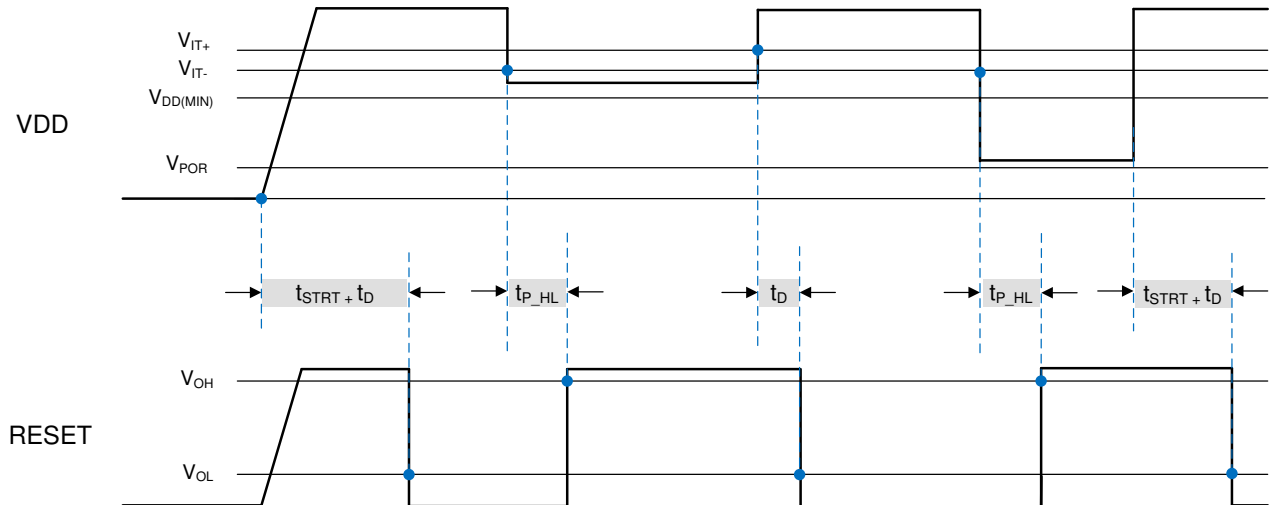 V_IT+
V_IT-
V_DD(MIN)
VDD
V_POR
t_STRT + t_D
t_P_HL
t_D
t_P_HL
t_STRT + t_D
V_OH
RESET
V_OL